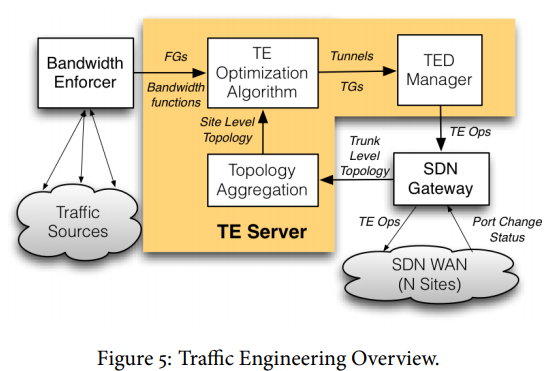 Bandwidth
Enforcer
FGs
Bandwidth
functions
TE
Optimization
Algorithm
Tunnels
TGs
TED
Manager
Site Level
Topology
TE Ops
Trunk
Level
Topology
Topology
Aggregation
SDN
Gateway
Traffic
Sources
TE Server
TE Ops
Port Change
Status
SDN WAN
(N Sites)
Figure 5: Traffic Engineering Overview.